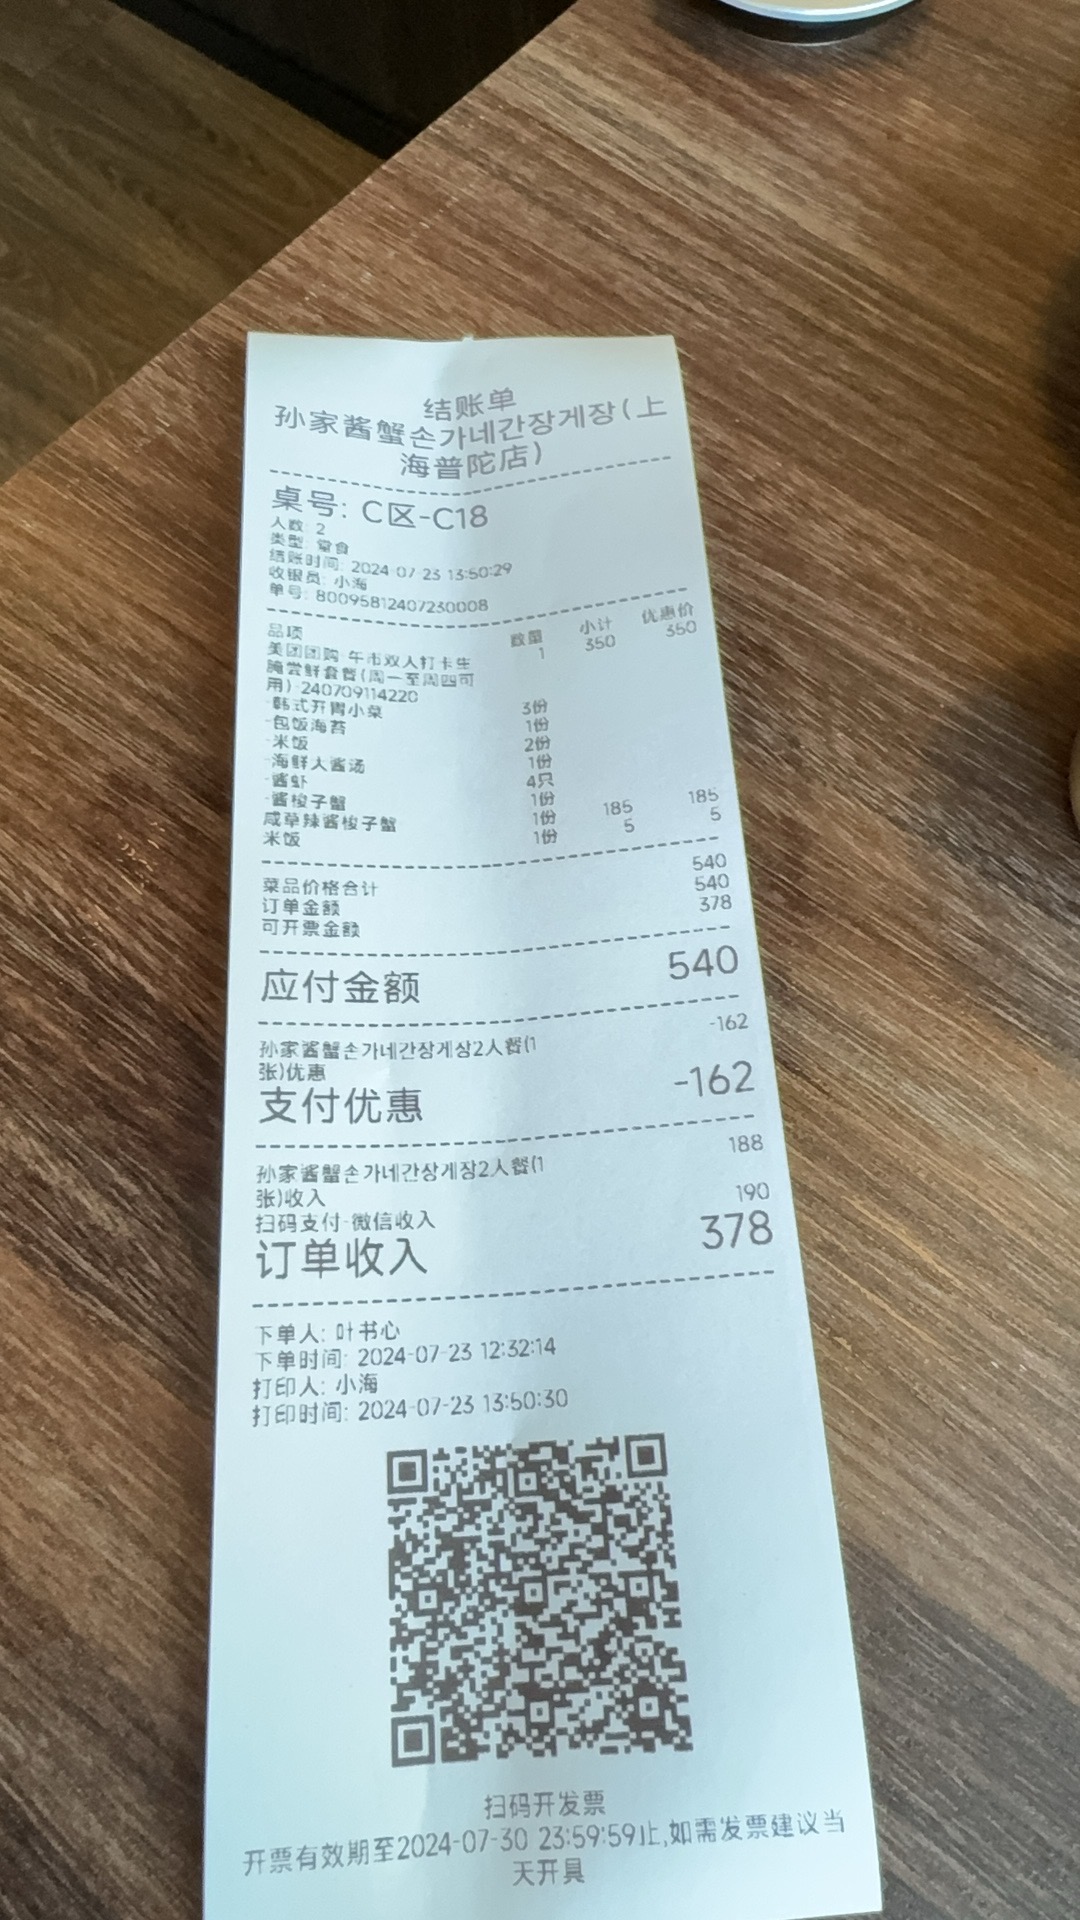 结账单
孙家酱蟹손가네간장게장(上
海普陀店)
桌号: C区-C18
人数: 2
类型: 堂食
结账时间: 2024-07-23 13:50:29
收银员: 小海
单号: 80095812407230008
品项 数量 小计 优惠价
美团团购-午市双人打卡生 1 350 350
腌尝鲜套餐(周一至周四可
用)-240709114220
-韩式开胃小菜 3份
-包饭海苔 1份
-米饭 2份
-海鲜大酱汤 1份
-酱虾 4只
-酱梭子蟹 1份
咸草辣酱梭子蟹 1份 185 185
米饭 1份 5 5
菜品价格合计 540
订单金额 540
可开票金额 378
应付金额 540
孙家酱蟹손가네간장게장2人餐(1 -162
张)优惠
支付优惠 -162
孙家酱蟹손가네간장게장2人餐(1 188
张)收入
扫码支付-微信收入 190
订单收入 378
下单人: 叶书心
下单时间: 2024-07-23 12:32:14
打印人: 小海
打印时间: 2024-07-23 13:50:30
扫码开发票
开票有效期至2024-07-30 23:59:59止,如需发票建议当
天开具